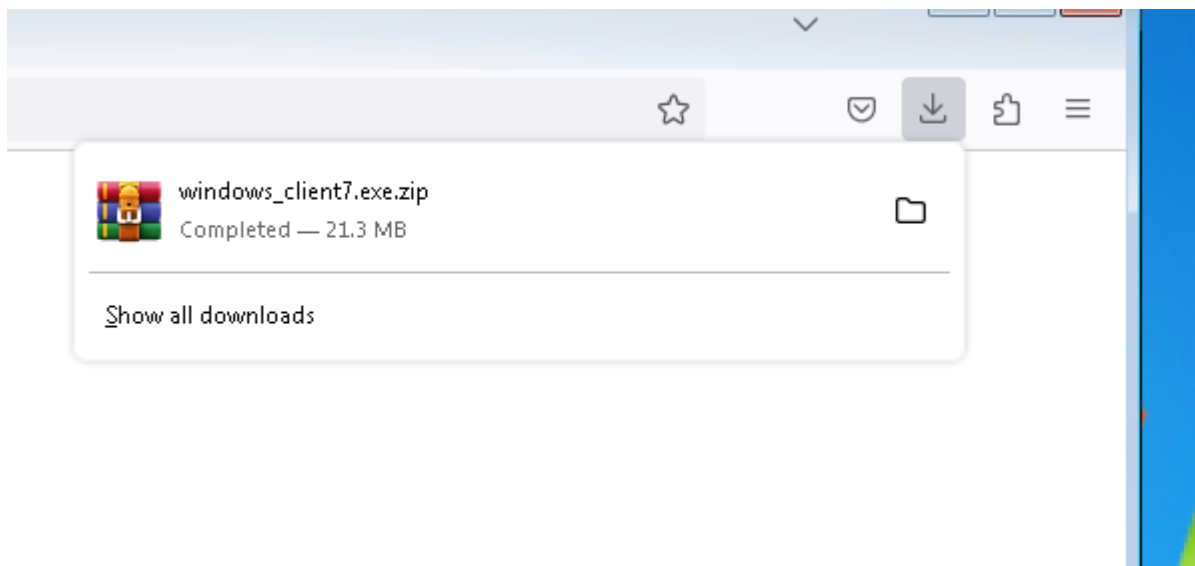 windows_client7.exe.zip
Completed — 21.3 MB
Show all downloads